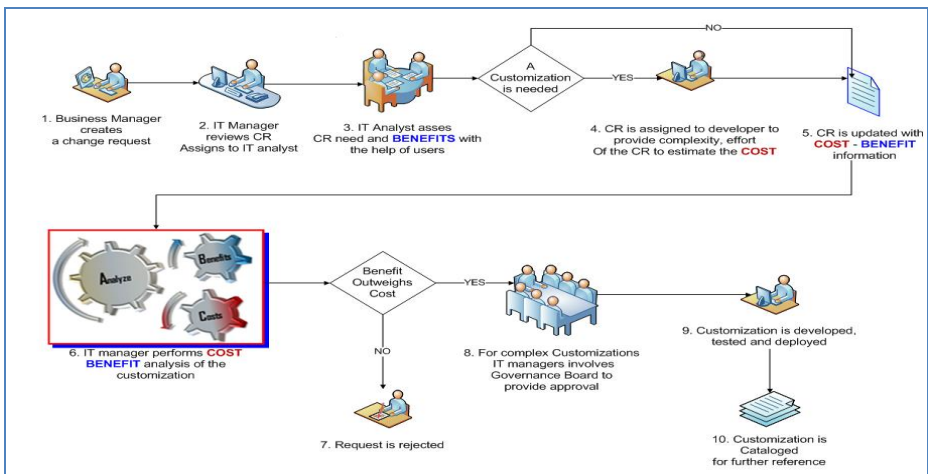 NO
A
Customization
is needed
YES
1. Business Manager
creates
a change request
2. IT Manager
reviews CR
Assigns to IT analyst
3. IT Analyst asses
CR need and BENEFITS with
the help of users
4. CR is assigned to developer to
provide complexity, effort
Of the CR to estimate the COST
5. CR is updated with
COST - BENEFIT
information
Analyze
Benefits
Costs
Benefit
Outweighs
Cost
YES
NO
6. IT manager performs COST
BENEFIT analysis of the
customization
7. Request is rejected
8. For complex Customizations
IT managers involves
Governance Board to
provide approval
9. Customization is developed,
tested and deployed
10. Customization is
Cataloged
for further reference